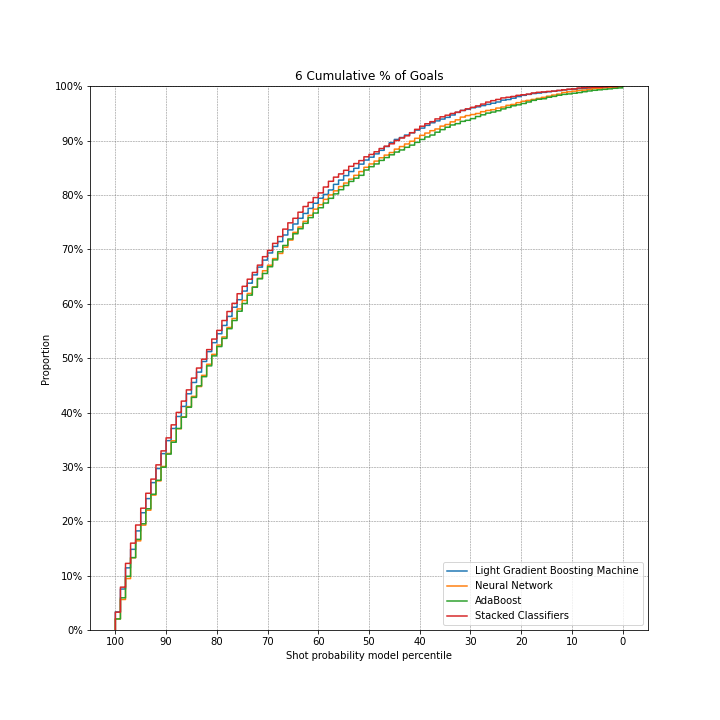 6 Cumulative % of Goals
100%
90%
80%
70%
60%
50%
40%
30%
20%
10%
0%
Proportion
Light Gradient Boosting Machine
Neural Network
AdaBoost
Stacked Classifiers
100 90 80 70 60 50 40 30 20 10 0
Shot probability model percentile